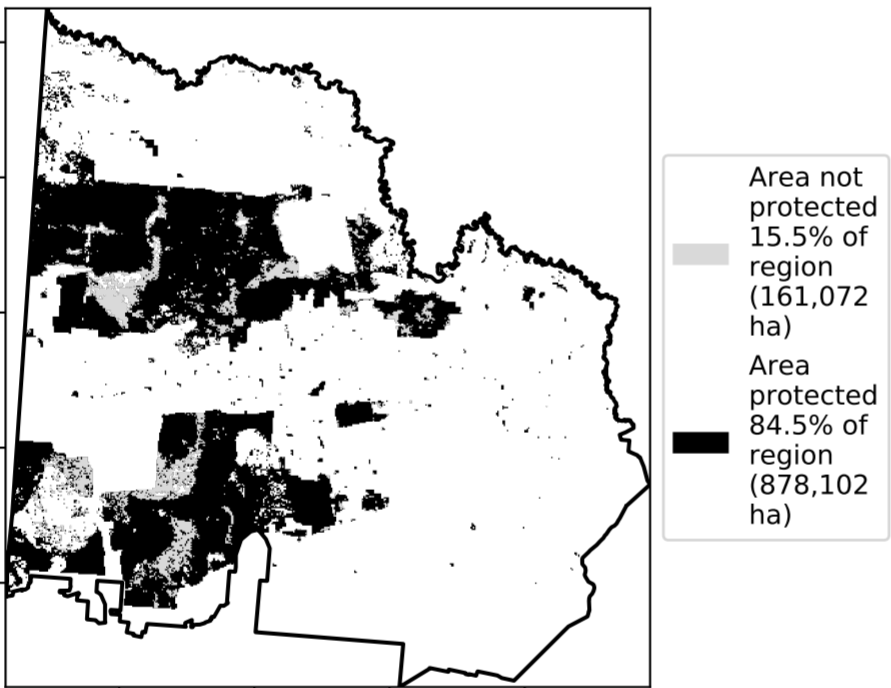 Area not
protected
15.5% of
region
(161,072
ha)
Area
protected
84.5% of
region
(878,102
ha)